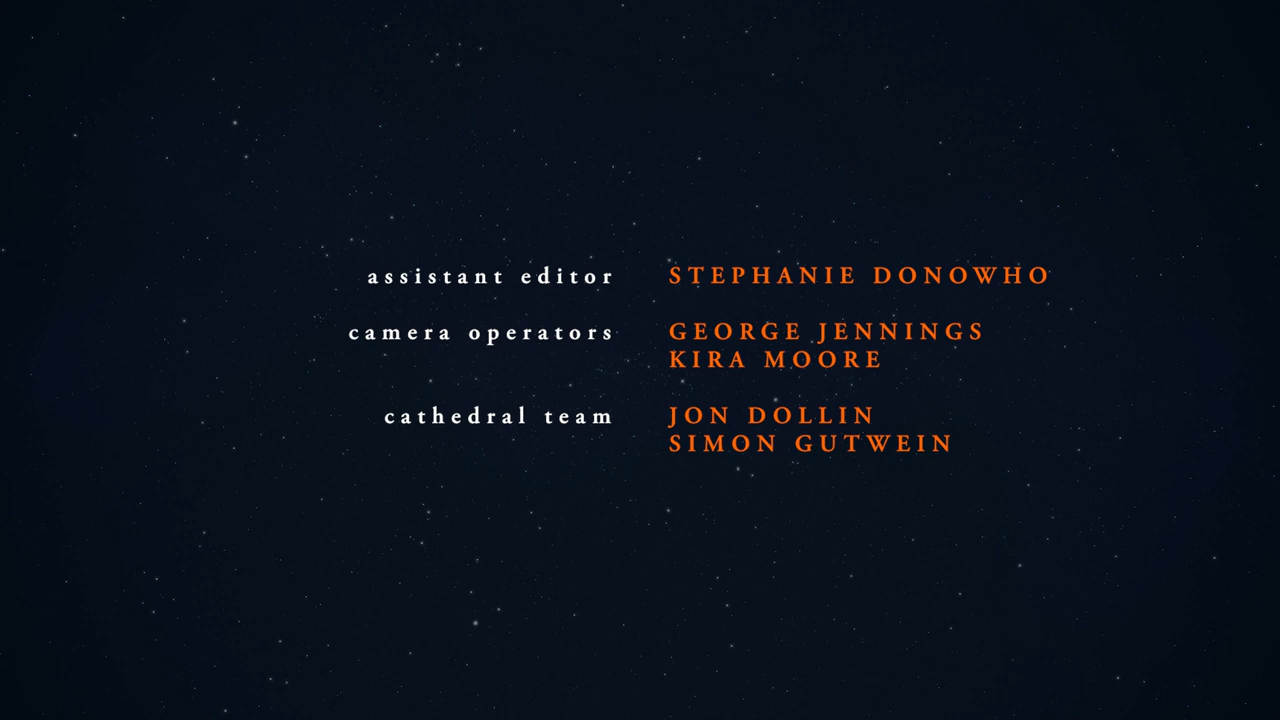 assistant editor STEPHANIE DONOWHO
camera operators GEORGE JENNINGS
KIRA MOORE
cathedral team JON DOLLIN
SIMON GUTWEIN